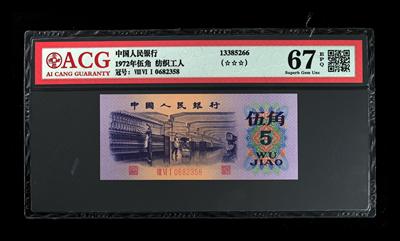 ACG
AI CANG GUARANTY
中国人民银行
1972年伍角 纺织工人
冠号: VIII VI I 0682358
13385266
(☆☆☆)
67 EPQ
Superb Gem Unc
中國人民銀行
伍角
5
WU
JIAO
VIII VI I 0682358